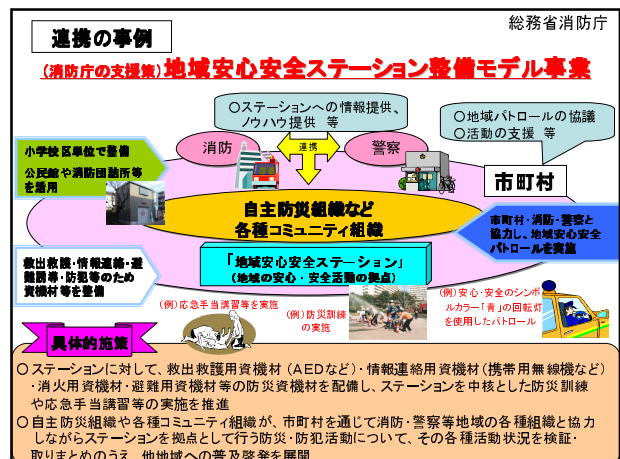 総務省消防庁
連携の事例
(消防庁の支援策)地域安心安全ステーション整備モデル事業
○ステーションへの情報提供、
ノウハウ提供 等
○地域パトロールの協議
○活動の支援 等
消防
連携
警察
市町村
小学校区単位で整備
公民館や消防団詰所等
を活用
自主防災組織など
各種コミュニティ組織
市町村・消防・警察と
協力し、地域安心安全
パトロールを実施
「地域安心安全ステーション」
(地域の安心・安全活動の拠点)
救出救護・情報連絡・避
難誘導・防犯等のため
資機材等を整備
(例)応急手当講習等を実施
(例)防災訓練
の実施
(例)安心・安全のシンボ
ルカラー「青」の回転灯
を使用したパトロール
具体的施策
○ステーションに対して、救出救護用資機材(AEDなど)・情報連絡用資機材(携帯用無線機など)
・消火用資機材・避難用資機材等の防災資機材を配備し、ステーションを中核とした防災訓練
や応急手当講習等の実施を推進
○自主防災組織や各種コミュニティ組織が、市町村を通じて消防・警察等地域の各種組織と協力
しながらステーションを拠点として行う防災・防犯活動について、その各種活動状況を検証・
取りまとめのうえ、他地域への普及啓発を展開